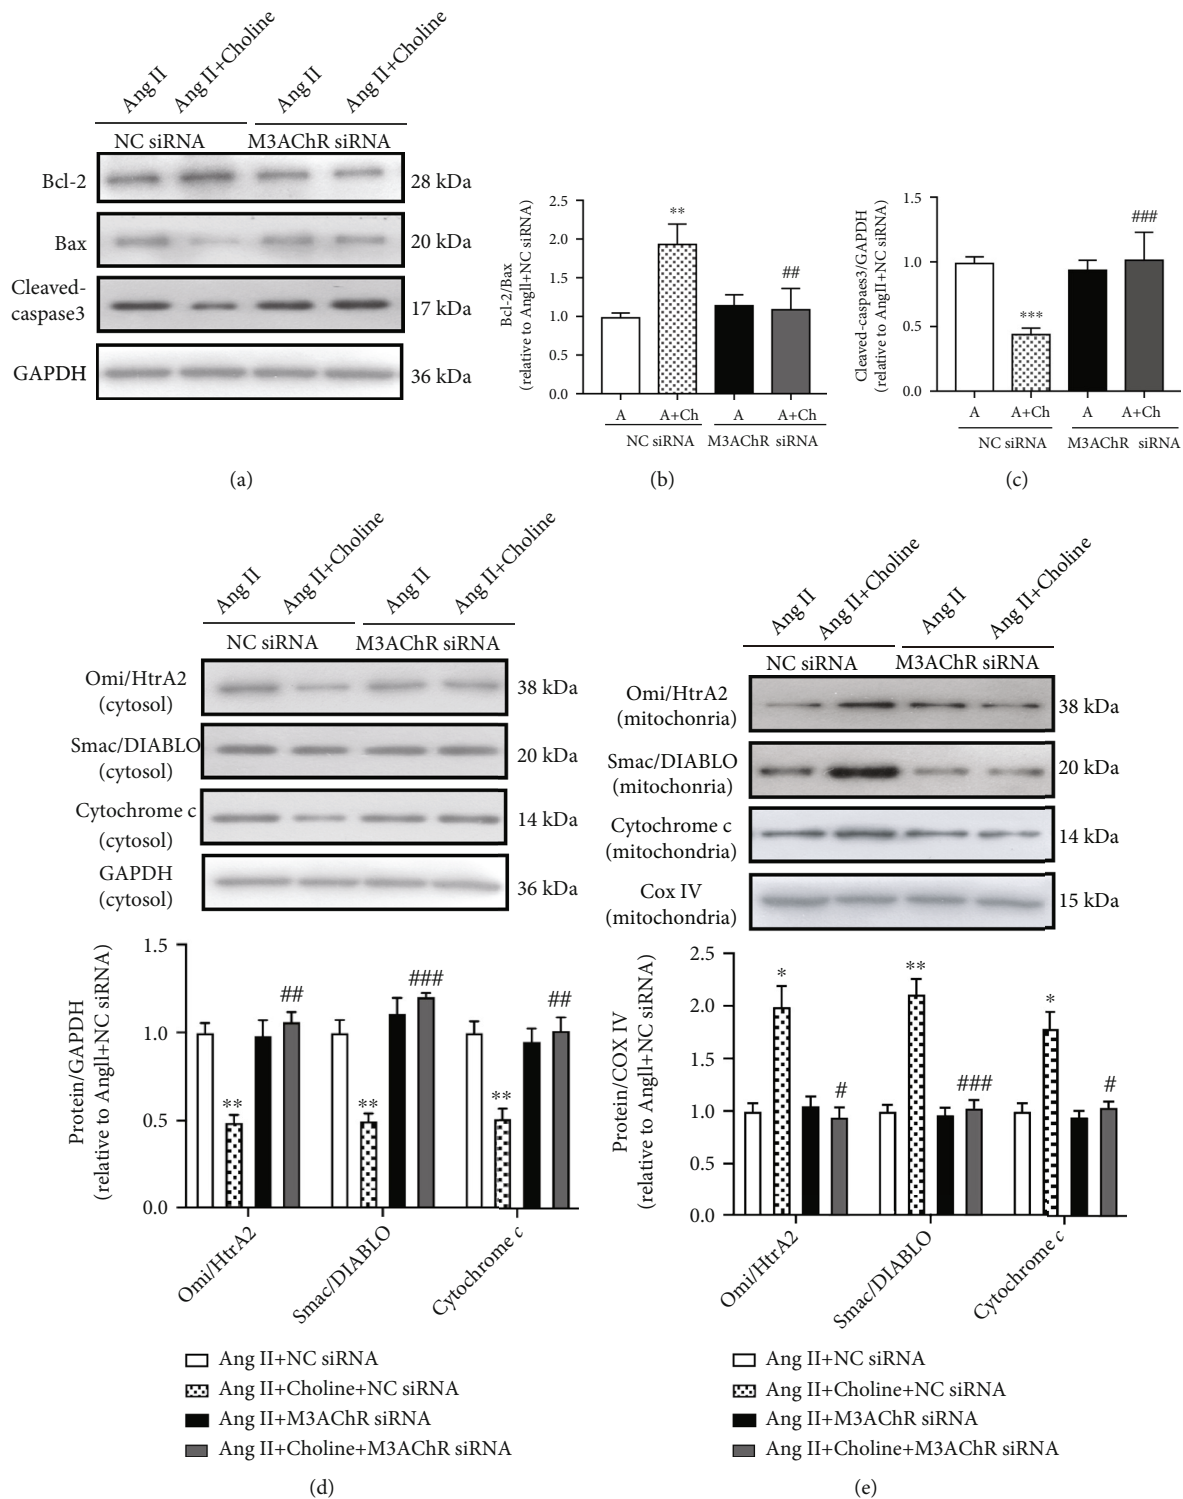 Ang II
Ang II+Choline
Ang II
Ang II+Choline
NC siRNA
M3AChR siRNA
Bcl-2
28 kDa
Bax
20 kDa
Cleaved-
caspase3
17 kDa
GAPDH
36 kDa
(a)
Bcl-2/Bax
(relative to AngII+NC siRNA)
2.5
2.0
1.5
1.0
0.5
0.0
**
##
A
A+Ch
A
A+Ch
NC siRNA
M3AChR siRNA
(b)
Cleaved-caspaes3/GAPDH
(relative to AngII+NC siRNA)
1.5
1.0
0.5
0.0
***
###
A
A+Ch
A
A+Ch
NC siRNA
M3AChR siRNA
(c)
Ang II
Ang II+Choline
Ang II
Ang II+Choline
NC siRNA
M3AChR siRNA
Omi/HtrA2
(cytosol)
38 kDa
Smac/DIABLO
(cytosol)
20 kDa
Cytochrome c
(cytosol)
14 kDa
GAPDH
(cytosol)
36 kDa
Protein/GAPDH
(relative to AngII+NC siRNA)
1.5
1.0
0.5
0.0
**
##
**
###
**
##
Omi/HtrA2
Smac/DIABLO
Cytochrome c
Ang II+NC siRNA
Ang II+Choline+NC siRNA
Ang II+M3AChR siRNA
Ang II+Choline+M3AChR siRNA
(d)
Ang II
Ang II+Choline
Ang II
Ang II+Choline
NC siRNA
M3AChR siRNA
Omi/HtrA2
(mitochonria)
38 kDa
Smac/DIABLO
(mitochonria)
20 kDa
Cytochrome c
(mitochondria)
14 kDa
Cox IV
(mitochondria)
15 kDa
Protein/COX IV
(relative to AngII+NC siRNA)
2.5
2.0
1.5
1.0
0.5
0.0
*
#
**
###
*
#
Omi/HtrA2
Smac/DIABLO
Cytochrome c
Ang II+NC siRNA
Ang II+Choline+NC siRNA
Ang II+M3AChR siRNA
Ang II+Choline+M3AChR siRNA
(e)